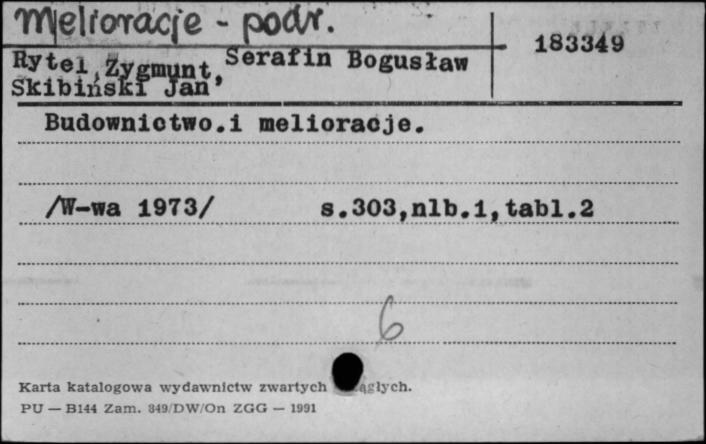 Melioracje - podr.
183349
Rytel Zygmunt, Serafin Bogusław
Skibiński Jan
Budownictwo.i melioracje.
/W-wa 1973/ s.303,nlb.1,tabl.2
6
Karta katalogowa wydawnictw zwartych
PU — B144 Zam. 849/DW/On ZGG — 1991